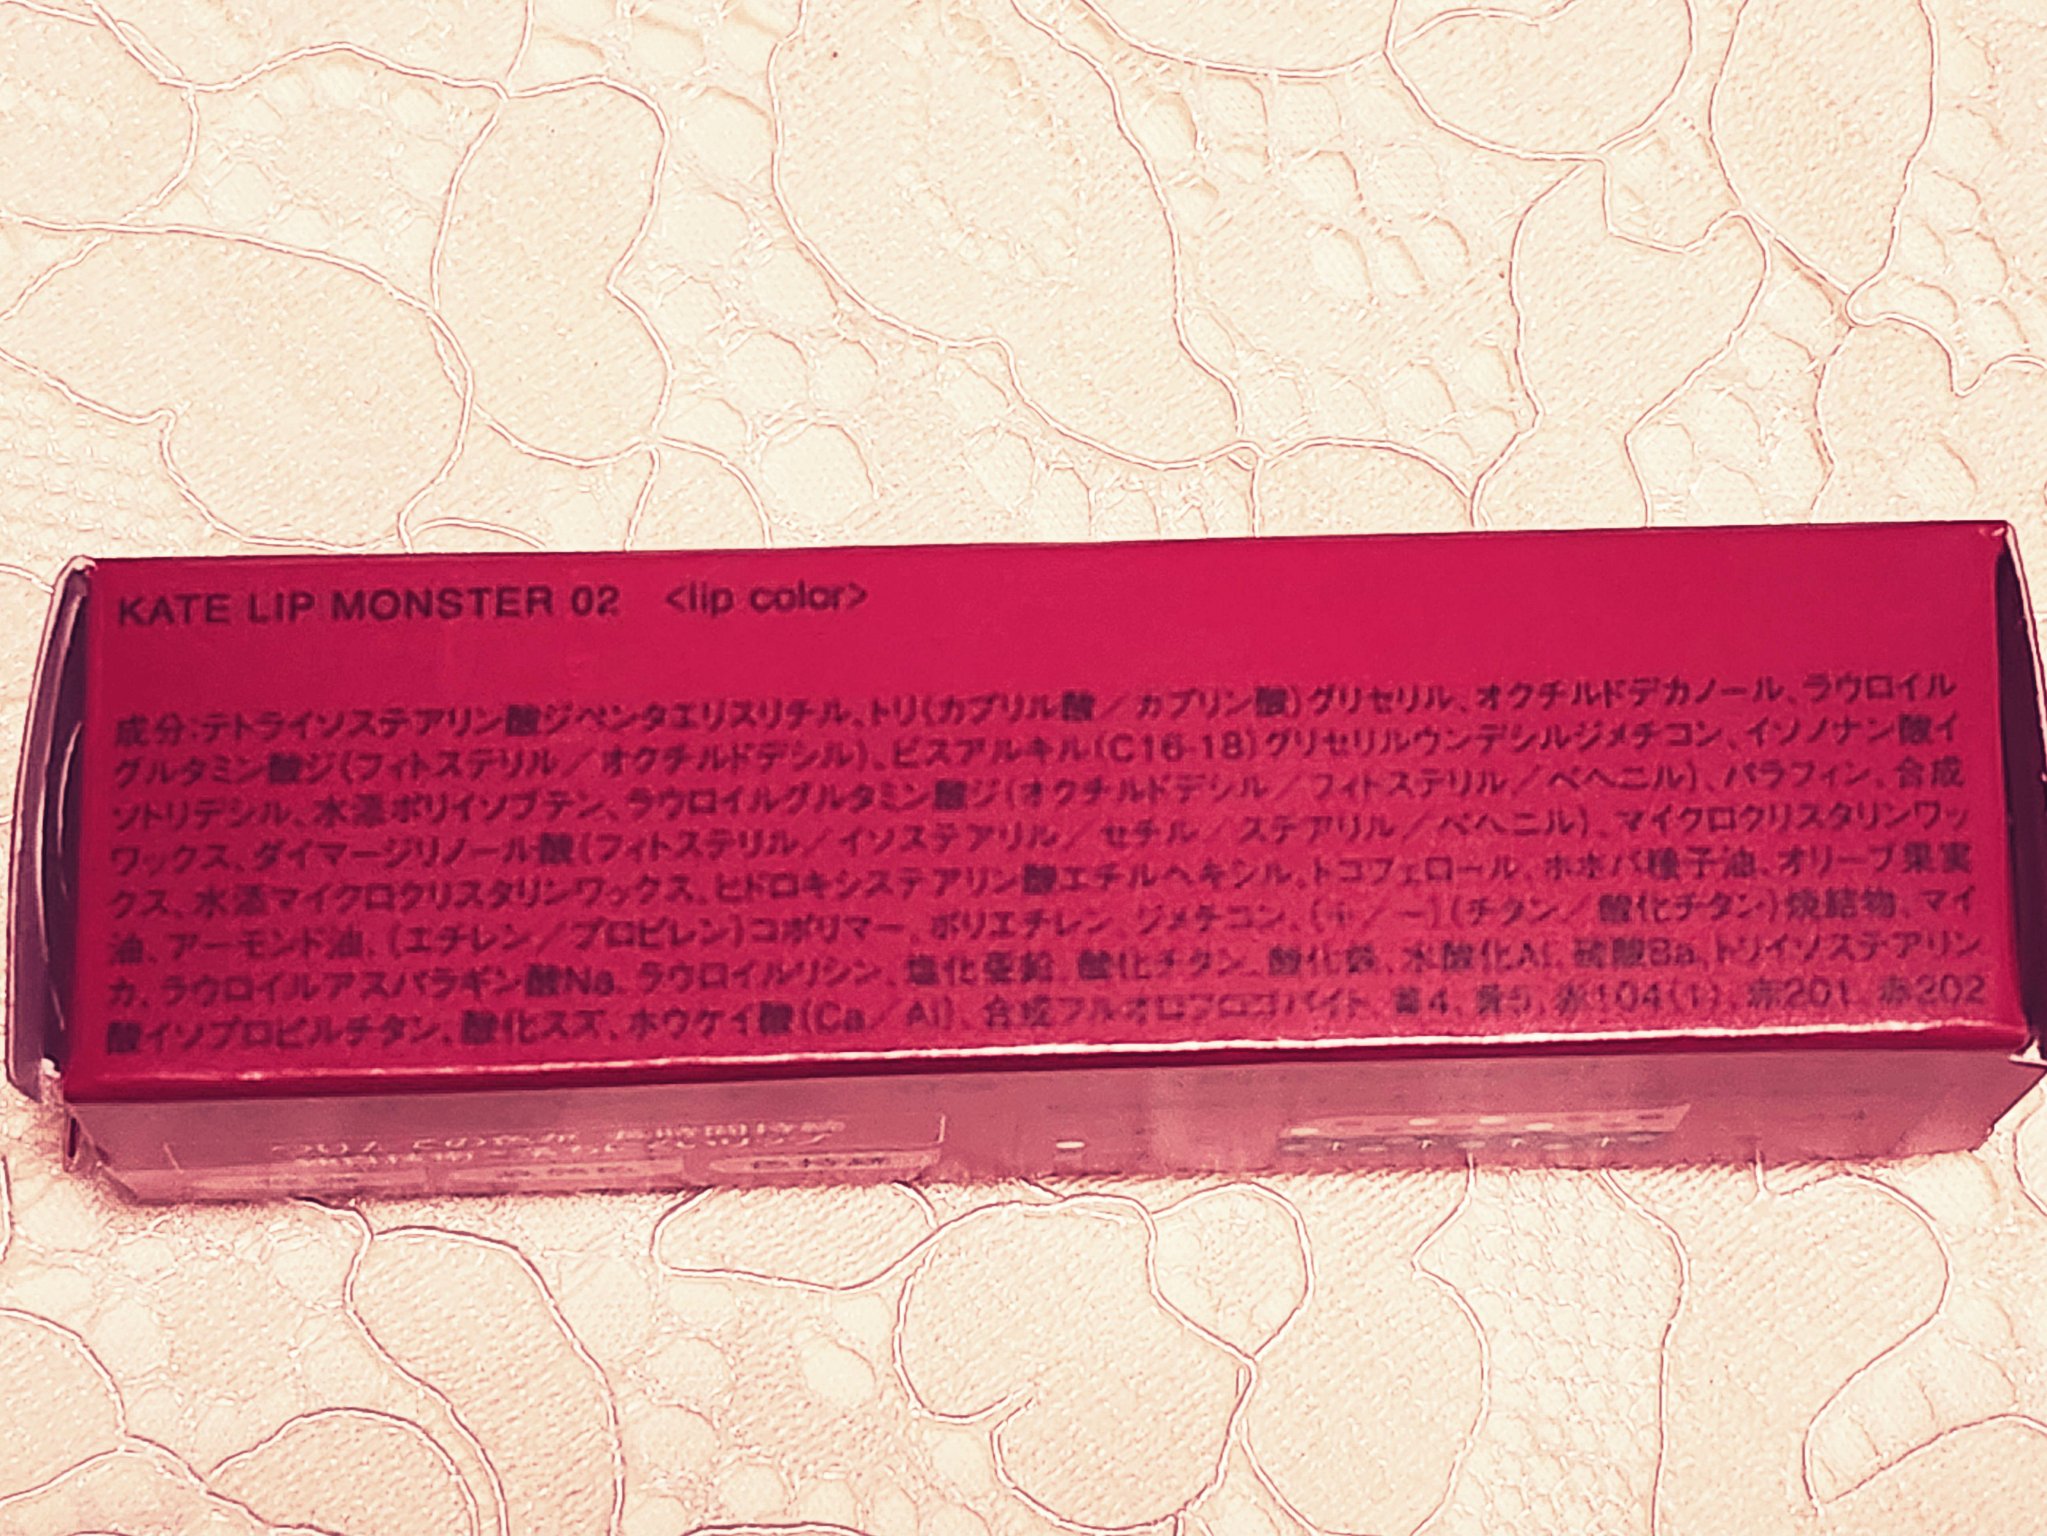 KATE LIP MONSTER 02 <lip color>
成分:テトライソステアリン酸ジペンタエリスリチル、トリ(カプリル酸/カプリン酸)グリセリル、オクチルドデカノール、ラウロイル
グルタミン酸ジ(フィトステリル/オクチルドデシル)、ビスアルキル(C16-18)グリセリルウンデシルジメチコン、イソノナン酸イ
ソトリデシル、水添ポリイソブテン、ラウロイルグルタミン酸ジ(オクチルドデシル/フィトステリル/ベヘニル)、パラフィン、合成
ワックス、ダイマージリノール酸(フィトステリル/イソステアリル/セチル/ステアリル/ベヘニル)、マイクロクリスタリンワッ
クス、水添マイクロクリスタリンワックス、ヒドロキシステアリン酸エチルヘキシル、トコフェロール、ホホバ種子油、オリーブ果実
油、アーモンド油、(エチレン/プロピレン)コポリマー、ポリエチレン、ジメチコン、(+/-)(チタン/酸化チタン)焼結物、マイ
カ、ラウロイルアスパラギン酸Na、ラウロイルリシン、塩化亜鉛、酸化チタン、酸化鉄、水酸化Al、硫酸Ba、トリイソステアリン
酸イソプロピルチタン、酸化スズ、ホウケイ酸(Ca/Al)、合成フルオロフロゴパイト、黄4、黄5、赤104(1)、赤201、赤202